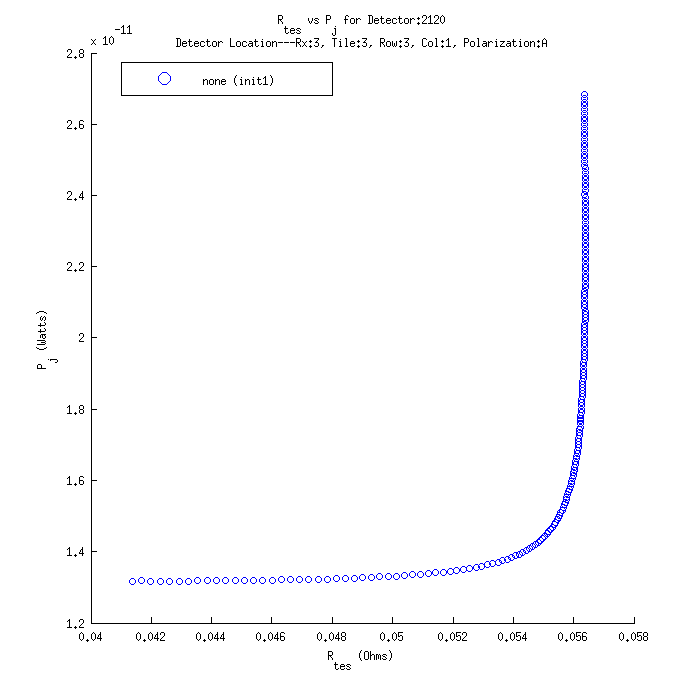 R_tes vs P_j for Detector:2120
Detector Location---Rx:3, Tile:3, Row:3, Col:1, Polarization:A
x 10^-11
none (init1)
2.8
2.6
2.4
2.2
2
1.8
1.6
1.4
1.2
P_j (Watts)
0.04 0.042 0.044 0.046 0.048 0.05 0.052 0.054 0.056 0.058
R_tes (Ohms)